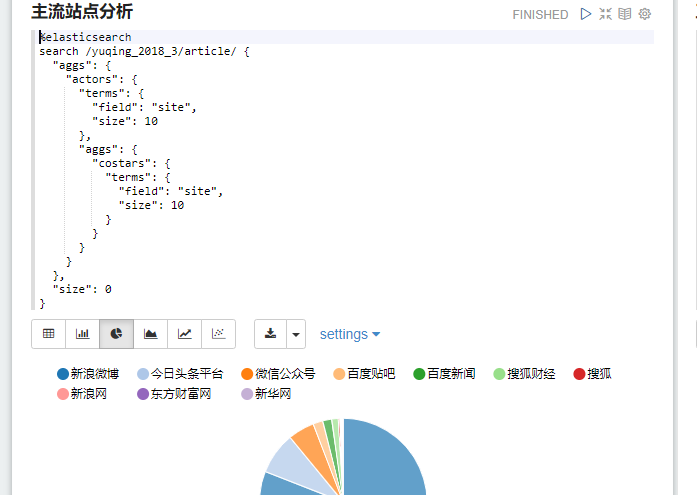 主流站点分析
FINISHED
%elasticsearch
search /yuqing_2018_3/article/ {
"aggs": {
"actors": {
"terms": {
"field": "site",
"size": 10
},
"aggs": {
"costars": {
"terms": {
"field": "site",
"size": 10
}
}
}
}
},
"size": 0
}
settings
新浪微博 今日头条平台 微信公众号 百度贴吧 百度新闻 搜狐财经 搜狐
新浪网 东方财富网 新华网